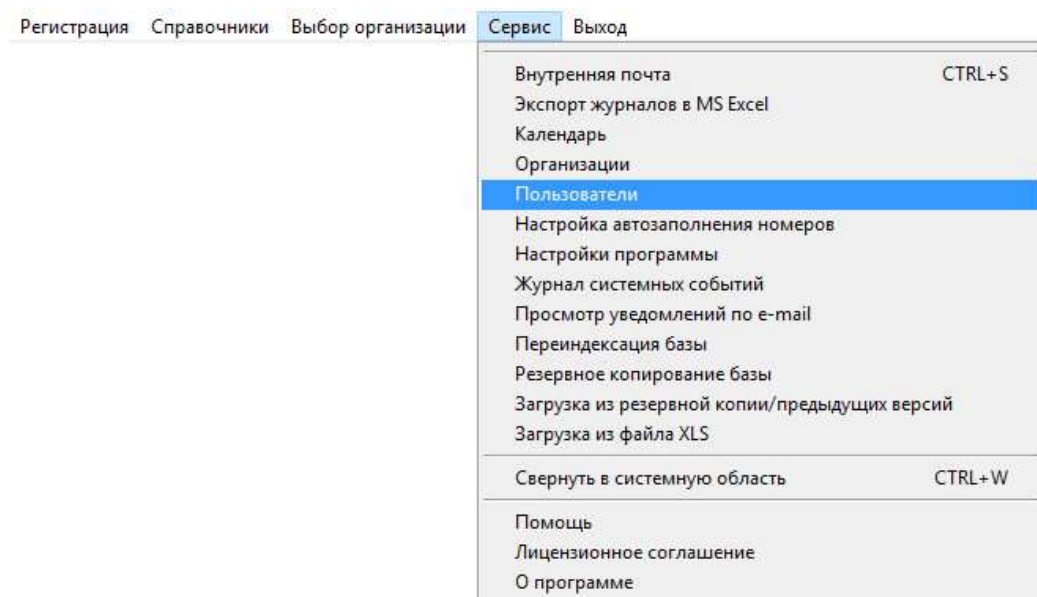 Регистрация Справочники Выбор организации Сервис Выход
Внутренняя почта CTRL+S
Экспорт журналов в MS Excel
Календарь
Организации
Пользователи
Настройка автозаполнения номеров
Настройки программы
Журнал системных событий
Просмотр уведомлений по e-mail
Переиндексация базы
Резервное копирование базы
Загрузка из резервной копии/предыдущих версий
Загрузка из файла XLS
Свернуть в системную область CTRL+W
Помощь
Лицензионное соглашение
О программе